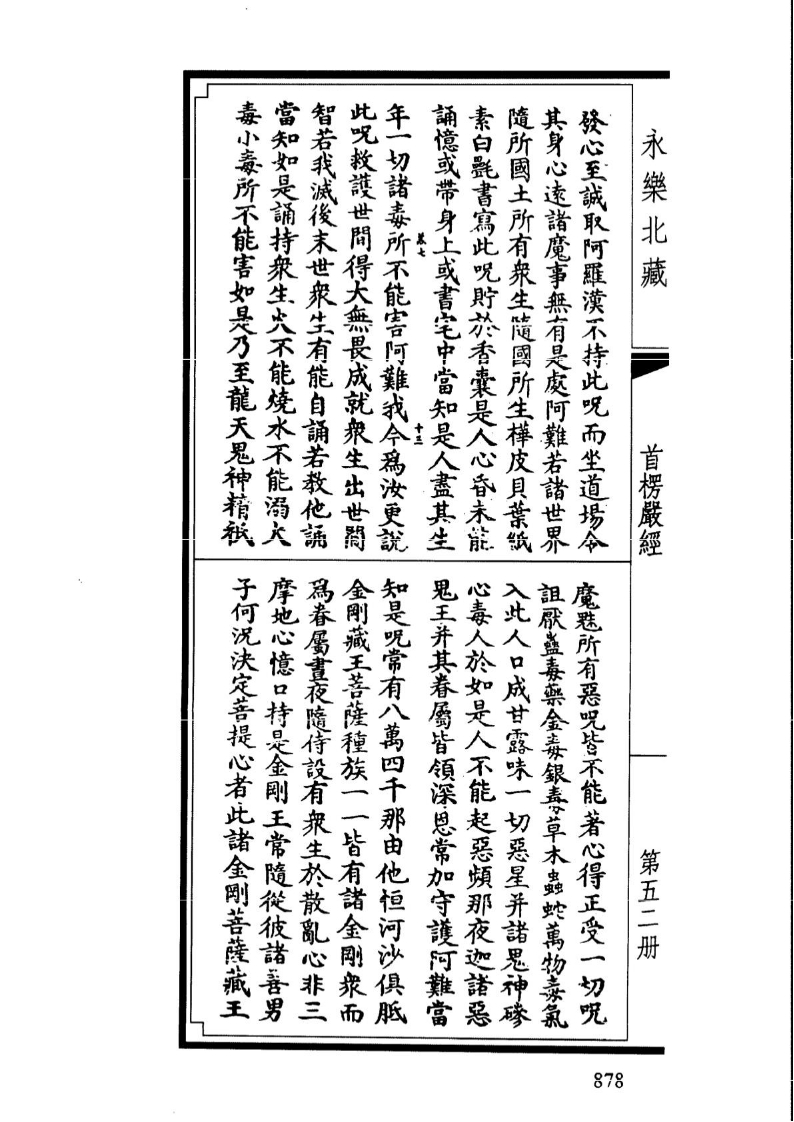 永樂北藏
首楞嚴經
第五二册
發心至誠取阿羅漢不持此呪而坐道場令
其身心遠諸魔事無有是處阿難若諸世界
隨所國土所有衆生隨國所生樺皮貝葉紙
素白㲲書寫此呪貯於香囊是人心昏未能
誦憶或帶身上或書宅中當知是人盡其生
卷七
十三
年一切諸毒所不能害阿難我今爲汝更說
此呪救護世間得大無畏成就衆生出世間
智若我滅後末世衆生有能自誦若教他誦
當知如是誦持衆生火不能燒水不能溺大
毒小毒所不能害如是乃至龍天鬼神精祇
魔魅所有惡呪皆不能著心得正受一切呪
詛厭蠱毒藥金毒銀毒草木蟲蛇萬物毒氣
入此人口成甘露味一切惡星并諸鬼神磣
心毒人於如是人不能起惡頻那夜迦諸惡
鬼王并其眷屬皆領深恩常加守護阿難當
知是呪常有八萬四千那由他恒河沙俱胝
金剛藏王菩薩種族一一皆有諸金剛衆而
爲眷屬晝夜隨侍設有衆生於散亂心非三
摩地心憶口持是金剛王常隨從彼諸善男
子何況決定菩提心者此諸金剛菩薩藏王
878